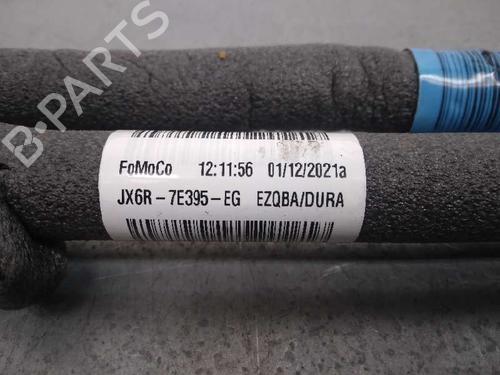 B-PARTS
FoMoCo 12:11:56 01/12/2021a
JX6R-7E395-EG EZQBA/DURA